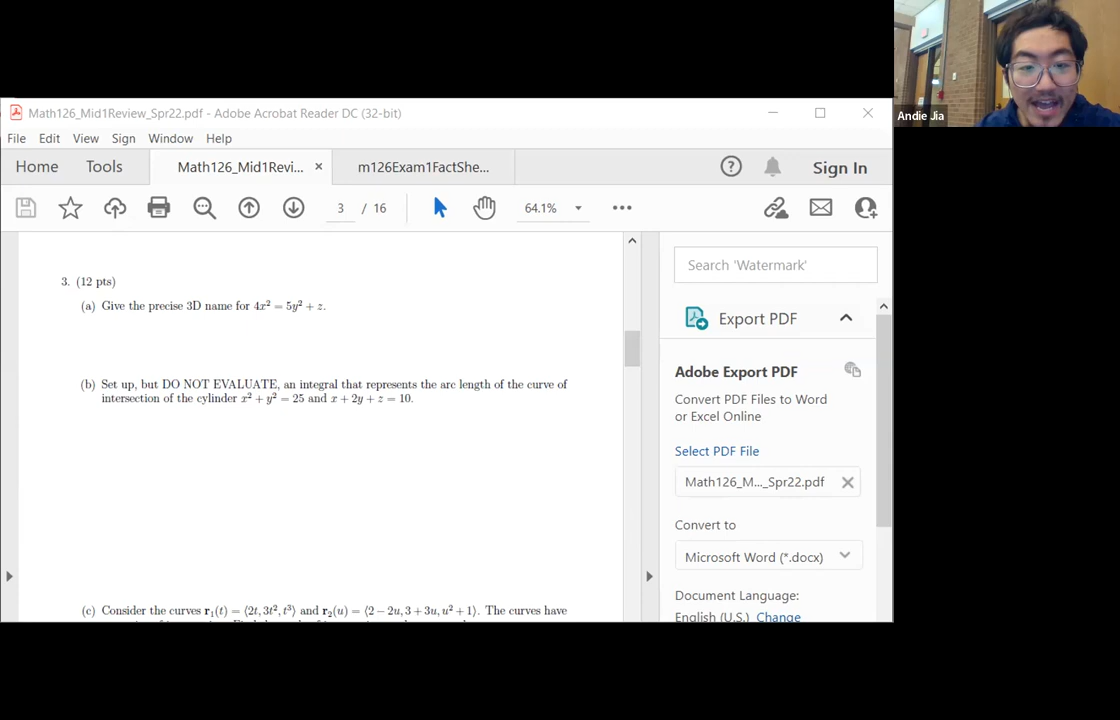 Andie Jia
Math126_Mid1Review_Spr22.pdf - Adobe Acrobat Reader DC (32-bit)
File Edit View Sign Window Help
Home Tools Math126_Mid1Revi... × m126Exam1FactShe... Sign In
3 / 16 64.1%
3. (12 pts)
(a) Give the precise 3D name for 4x² = 5y² + z.
(b) Set up, but DO NOT EVALUATE, an integral that represents the arc length of the curve of
intersection of the cylinder x² + y² = 25 and x + 2y + z = 10.
(c) Consider the curves r₁(t) = ⟨2t, 3t², t³⟩ and r₂(u) = ⟨2 − 2u, 3 + 3u, u² + 1⟩. The curves have
Search 'Watermark'
Export PDF
Adobe Export PDF
Convert PDF Files to Word
or Excel Online
Select PDF File
Math126_M..._Spr22.pdf
Convert to
Microsoft Word (*.docx)
Document Language:
English (U.S.) Change